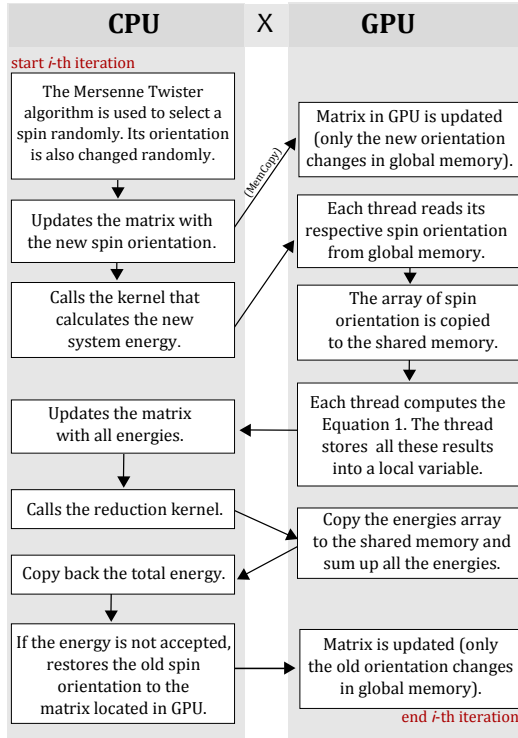 CPU X GPU
start i-th iteration
The Mersenne Twister
algorithm is used to select a
spin randomly. Its orientation
is also changed randomly.
(MemCopy)
Matrix in GPU is updated
(only the new orientation
changes in global memory).
Updates the matrix with
the new spin orientation.
Each thread reads its
respective spin orientation
from global memory.
Calls the kernel that
calculates the new
system energy.
The array of spin
orientation is copied
to the shared memory.
Each thread computes the
Equation 1. The thread
stores all these results
into a local variable.
Updates the matrix
with all energies.
Calls the reduction kernel.
Copy the energies array
to the shared memory and
sum up all the energies.
Copy back the total energy.
If the energy is not accepted,
restores the old spin
orientation to the
matrix located in GPU.
Matrix is updated (only
the old orientation changes
in global memory).
end i-th iteration